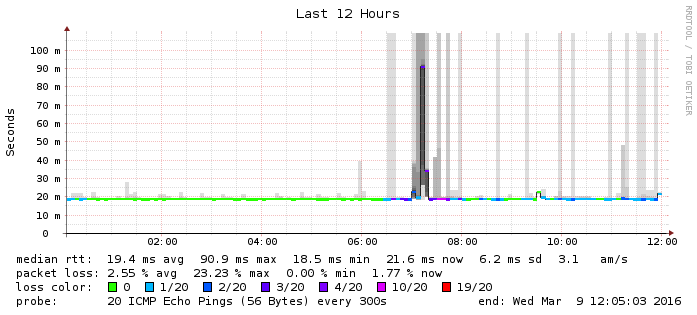 Last 12 Hours
RRDTOOL / TOBI OETIKER
Seconds
100 m
90 m
80 m
70 m
60 m
50 m
40 m
30 m
20 m
10 m
0
02:00 04:00 06:00 08:00 10:00 12:00
median rtt: 19.4 ms avg 90.9 ms max 18.5 ms min 21.6 ms now 6.2 ms sd 3.1 am/s
packet loss: 2.55 % avg 23.23 % max 0.00 % min 1.77 % now
loss color: 0 1/20 2/20 3/20 4/20 10/20 19/20
probe: 20 ICMP Echo Pings (56 Bytes) every 300s end: Wed Mar 9 12:05:03 2016